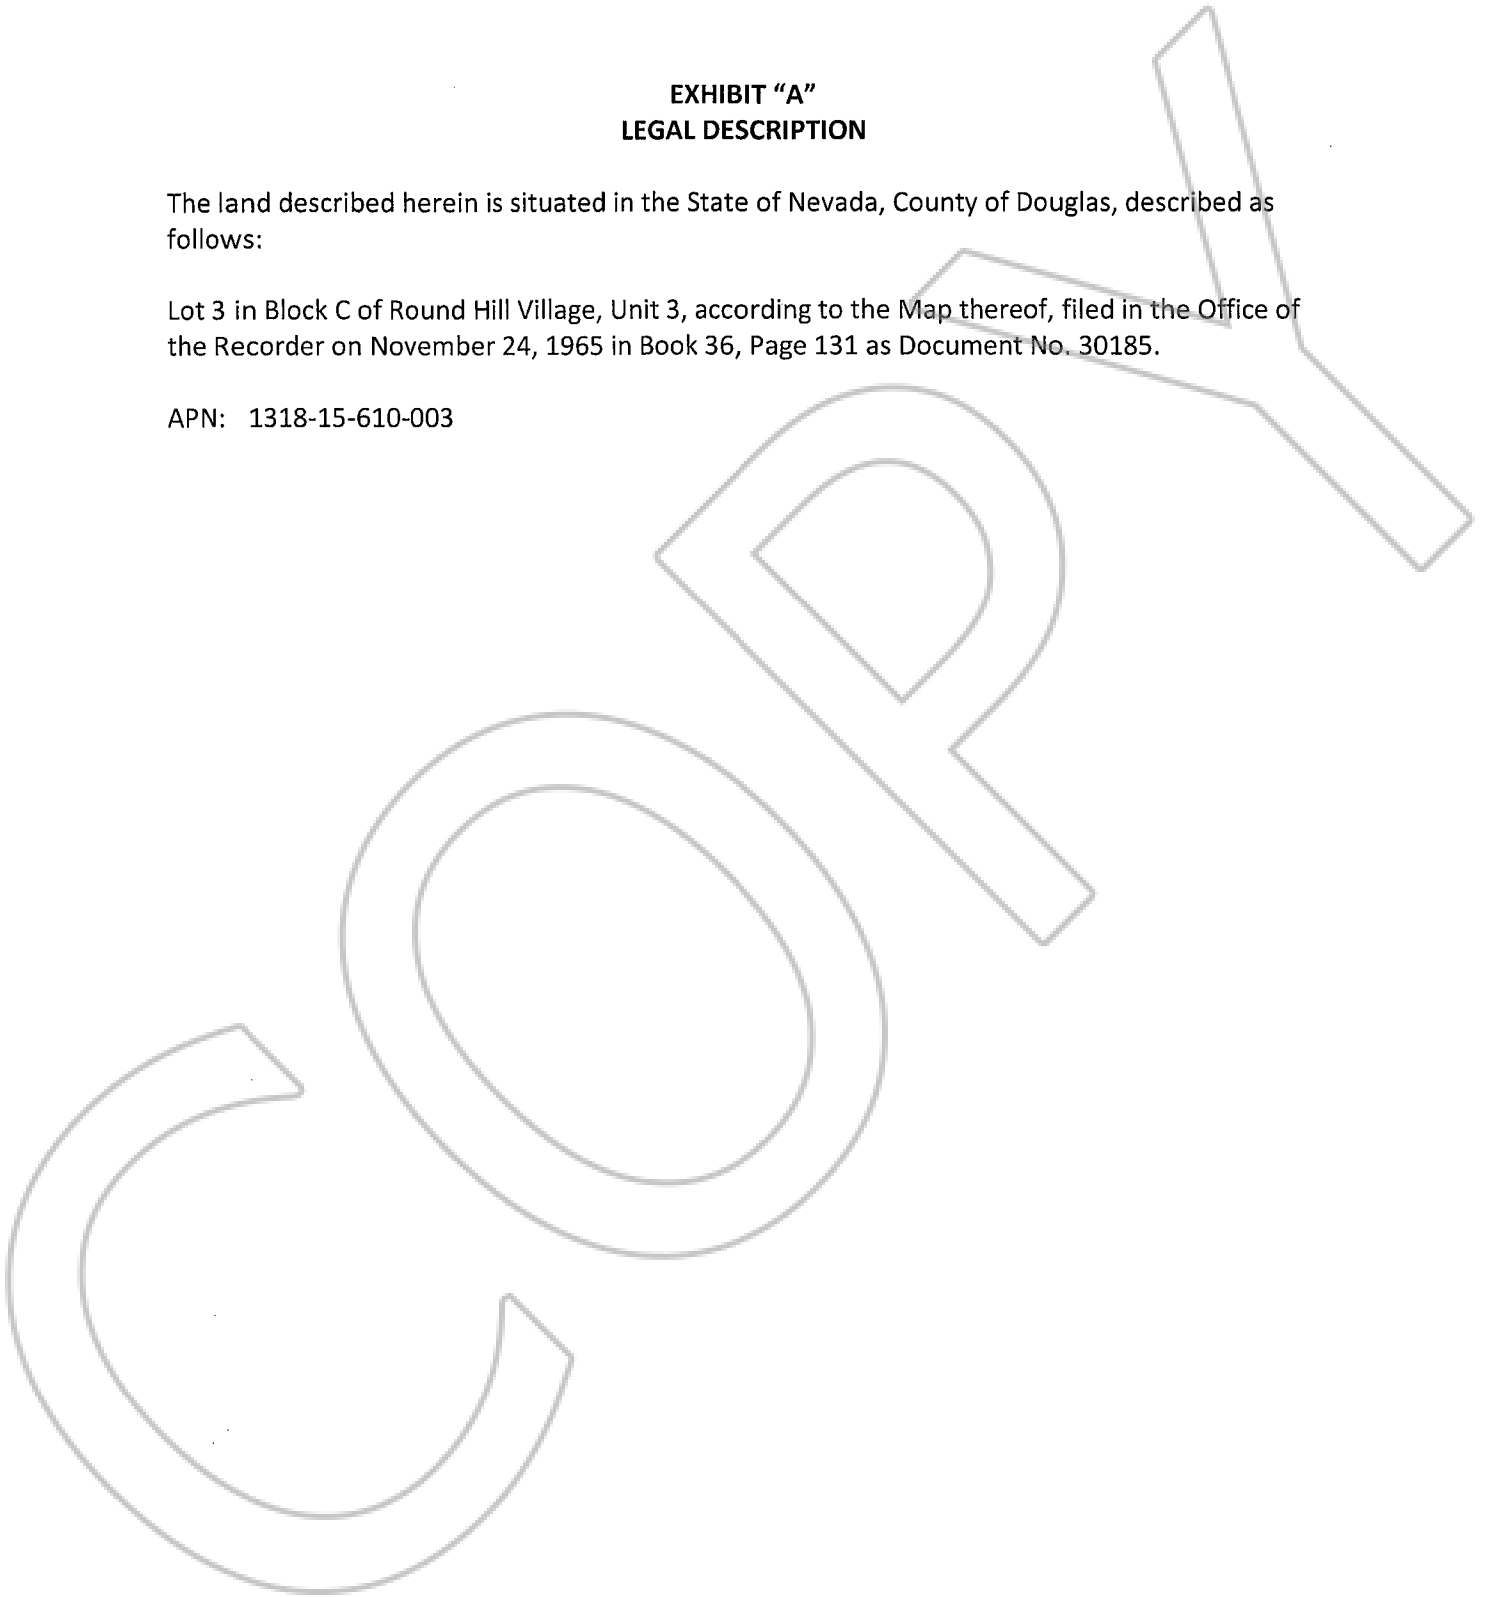 EXHIBIT “A”
LEGAL DESCRIPTION
The land described herein is situated in the State of Nevada, County of Douglas, described as
follows:
Lot 3 in Block C of Round Hill Village, Unit 3, according to the Map thereof, filed in the Office of
the Recorder on November 24, 1965 in Book 36, Page 131 as Document No. 30185.
APN: 1318-15-610-003
COPY